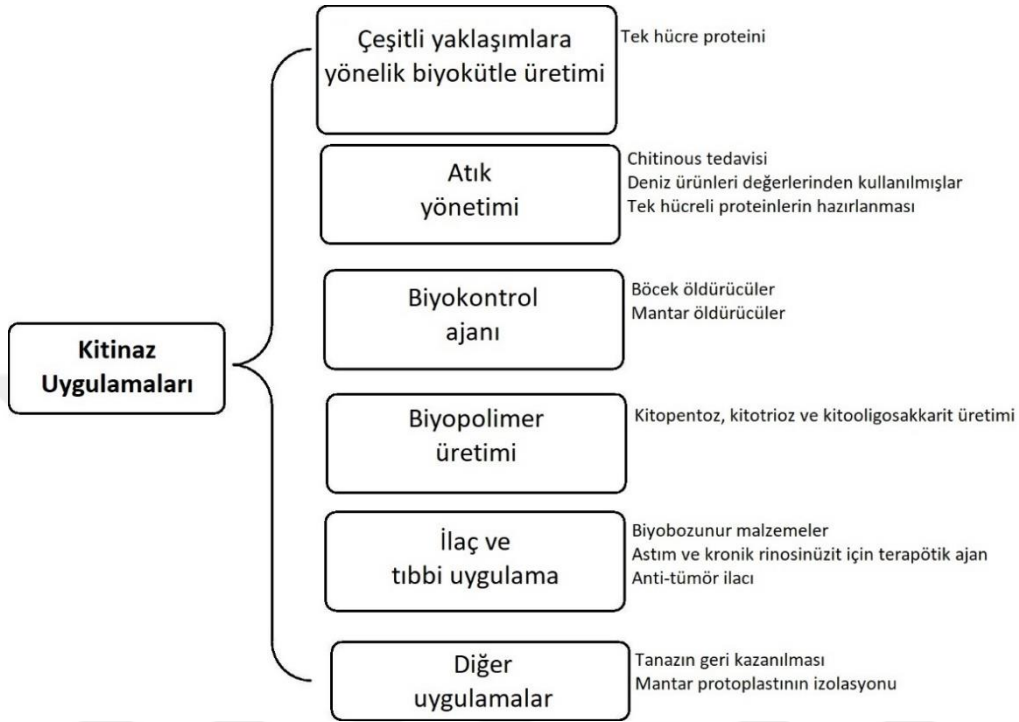 Kitinaz
Uygulamaları
Çeşitli yaklaşımlara
yönelik biyokütle üretimi
Tek hücre proteini
Atık
yönetimi
Chitinous tedavisi
Deniz ürünleri değerlerinden kullanılmışlar
Tek hücreli proteinlerin hazırlanması
Biyokontrol
ajanı
Böcek öldürücüler
Mantar öldürücüler
Biyopolimer
üretimi
Kitopentoz, kitotrioz ve kitooligosakkarit üretimi
İlaç ve
tıbbi uygulama
Biyobozunur malzemeler
Astım ve kronik rinosinüzit için terapötik ajan
Anti-tümör ilacı
Diğer
uygulamalar
Tanazın geri kazanılması
Mantar protoplastının izolasyonu